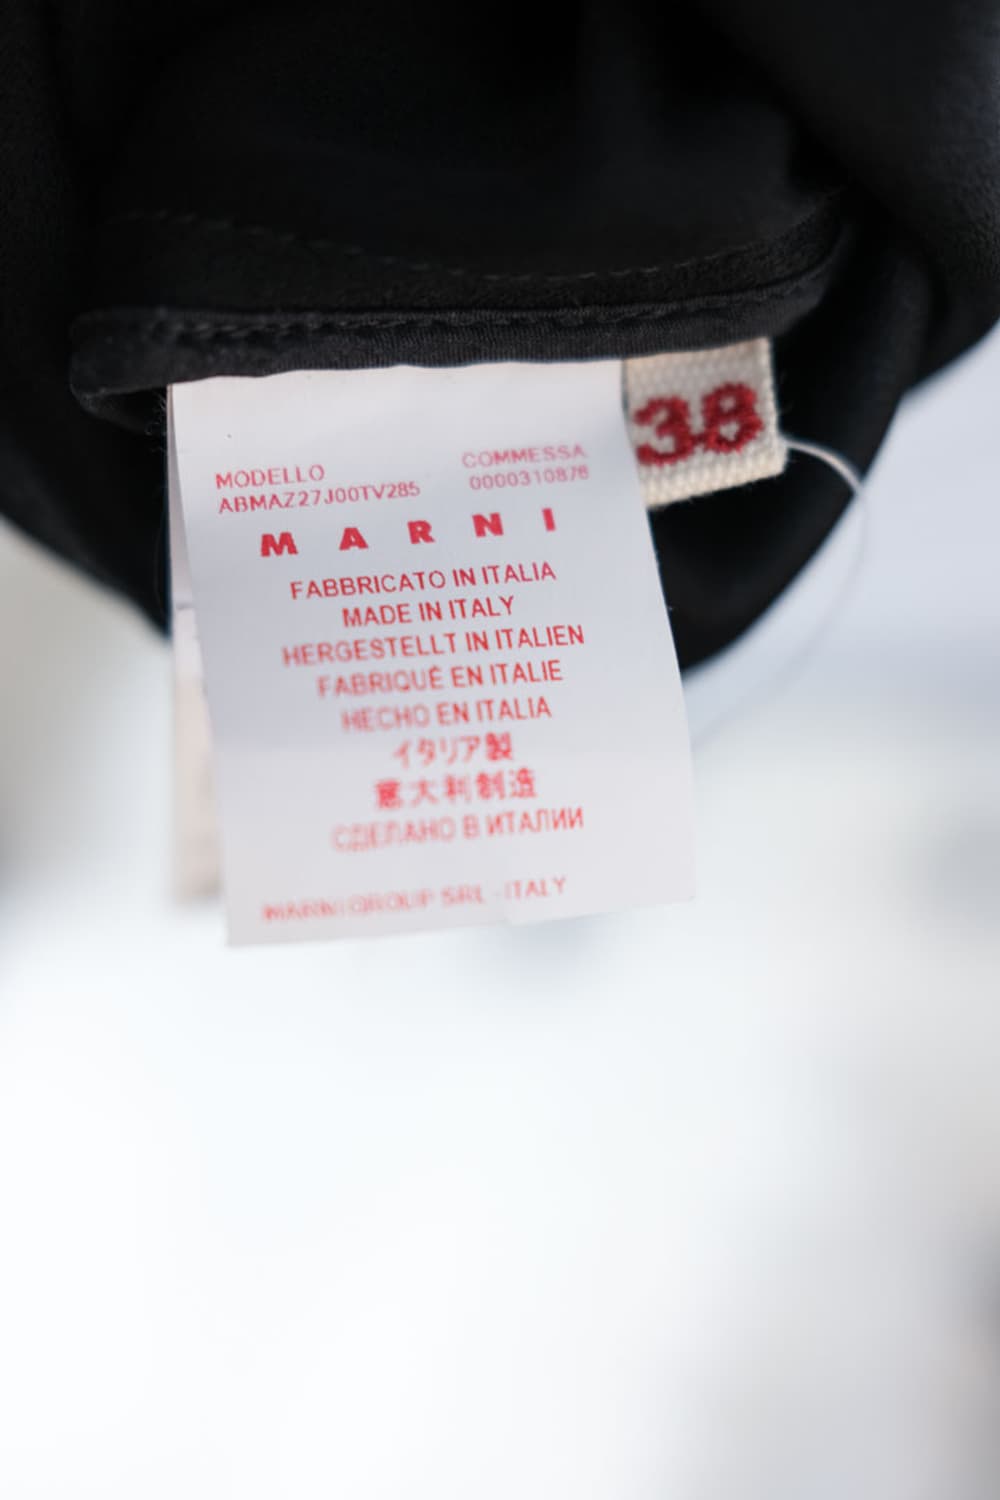 MODELLO
ABMAZ27J00TV285
COMMESSA
0000310876
38
MARNI
FABBRICATO IN ITALIA
MADE IN ITALY
HERGESTELLT IN ITALIEN
FABRIQUÉ EN ITALIE
HECHO EN ITALIA
イタリア製
意大利制造
СДЕЛАНО В ИТАЛИИ
MARNI GROUP SRL - ITALY